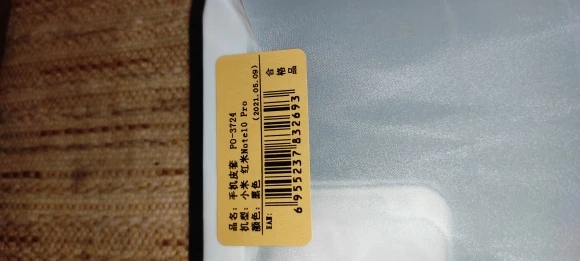 品名: 手机皮套 PO-3724
机型: 小米 红米Note10 Pro
颜色: 黑色 (2021.05.09)
EAN:
6 955237 832693
合格品